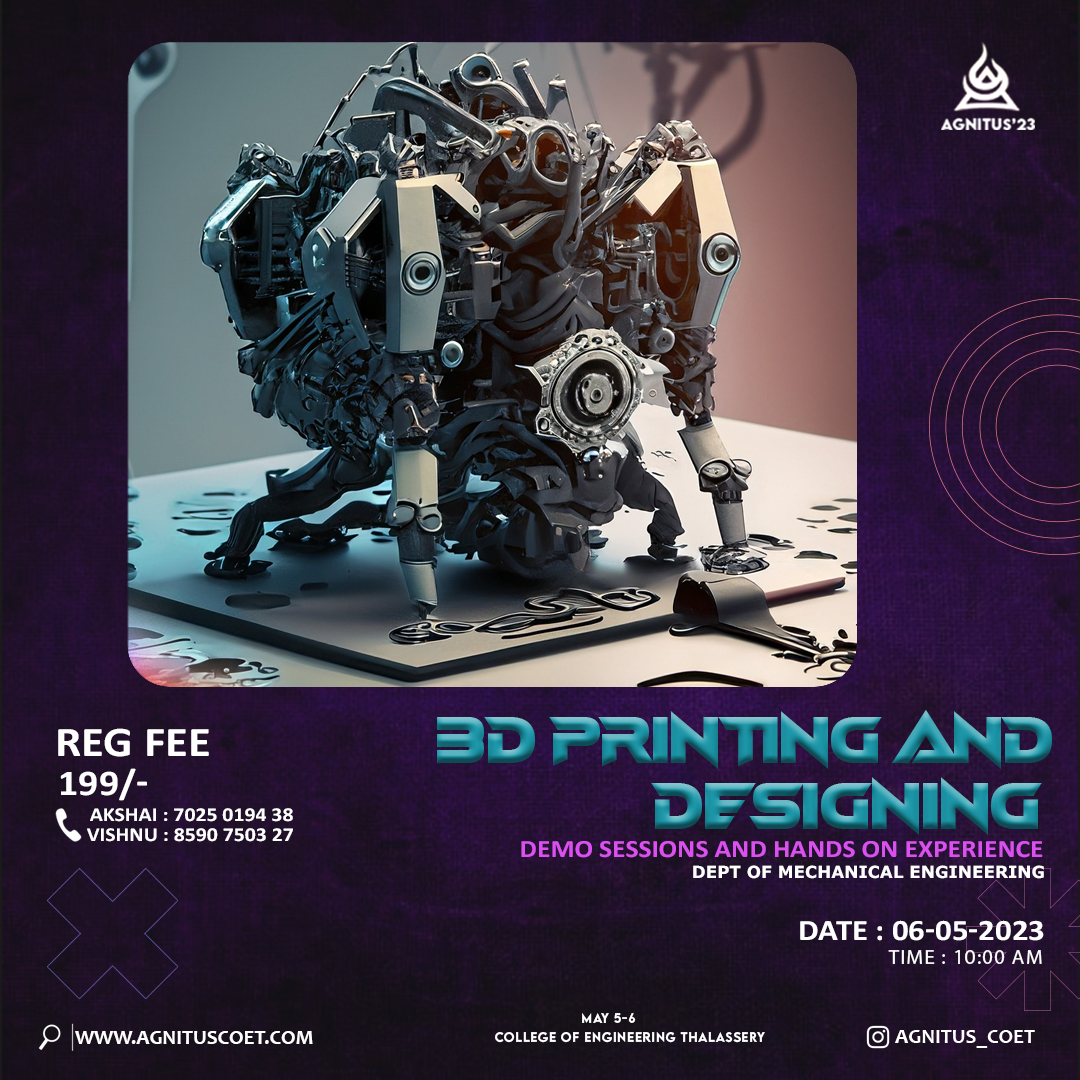 AGNITUS'23
REG FEE
199/-
AKSHAI : 7025 0194 38
VISHNU : 8590 7503 27
3D PRINTING AND
DESIGNING
DEMO SESSIONS AND HANDS ON EXPERIENCE
DEPT OF MECHANICAL ENGINEERING
DATE : 06-05-2023
TIME : 10:00 AM
WWW.AGNITUSCOET.COM
MAY 5-6
COLLEGE OF ENGINEERING THALASSERY
AGNITUS_COET